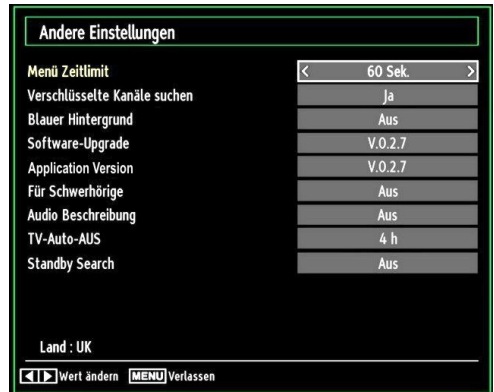 Andere Einstellungen
Menü Zeitlimit < 60 Sek. >
Verschlüsselte Kanäle suchen Ja
Blauer Hintergrund Aus
Software-Upgrade V.0.2.7
Application Version V.0.2.7
Für Schwerhörige Aus
Audio Beschreibung Aus
TV-Auto-AUS 4 h
Standby Search Aus
Land : UK
Wert ändern MENU Verlassen